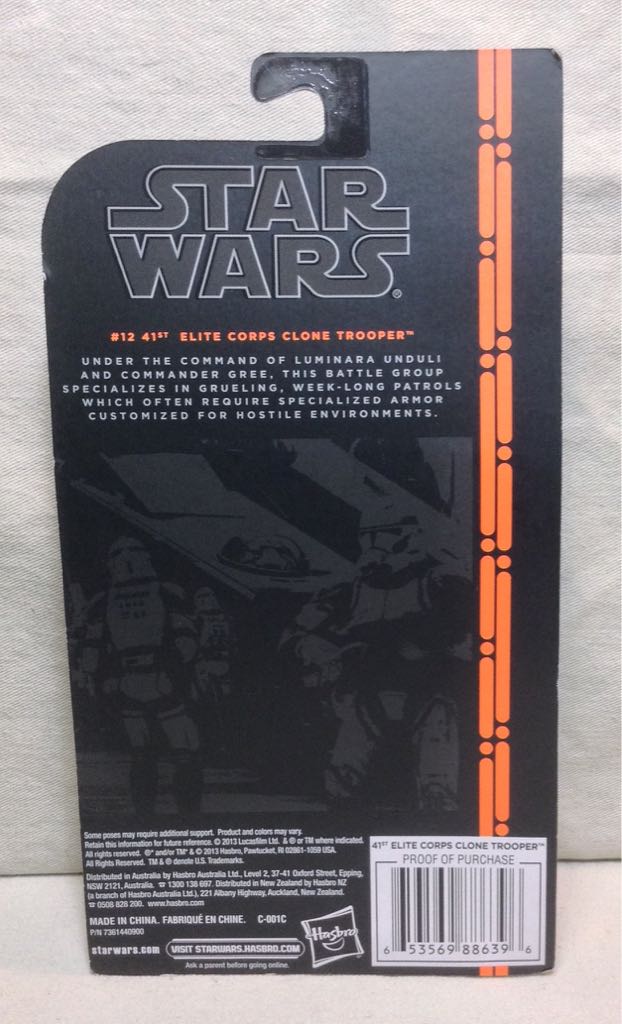 STAR
WARS®
#12 41ST ELITE CORPS CLONE TROOPER™
UNDER THE COMMAND OF LUMINARA UNDULI
AND COMMANDER GREE, THIS BATTLE GROUP
SPECIALIZES IN GRUELING, WEEK-LONG PATROLS
WHICH OFTEN REQUIRE SPECIALIZED ARMOR
CUSTOMIZED FOR HOSTILE ENVIRONMENTS.
Some poses may require additional support. Product and colors may vary.
Retain this information for future reference. © 2013 Lucasfilm Ltd. & ® or TM where indicated.
All rights reserved. ®* and/or TM* & © 2013 Hasbro, Pawtucket, RI 02861-1059 USA.
All Rights Reserved. TM & ® denote U.S. Trademarks.
Distributed in Australia by Hasbro Australia Ltd., Level 2, 37-41 Oxford Street, Epping,
NSW 2121, Australia. ☎ 1300 138 697. Distributed in New Zealand by Hasbro NZ
(a branch of Hasbro Australia Ltd.), 221 Albany Highway, Auckland, New Zealand.
☎ 0508 828 200. www.hasbro.com
MADE IN CHINA. FABRIQUÉ EN CHINE. C-001C
P/N 7361440900
starwars.com VISIT STARWARS.HASBRO.COM
Ask a parent before going online.
Hasbro
41ST ELITE CORPS CLONE TROOPER™
PROOF OF PURCHASE
6 53569 88639 6